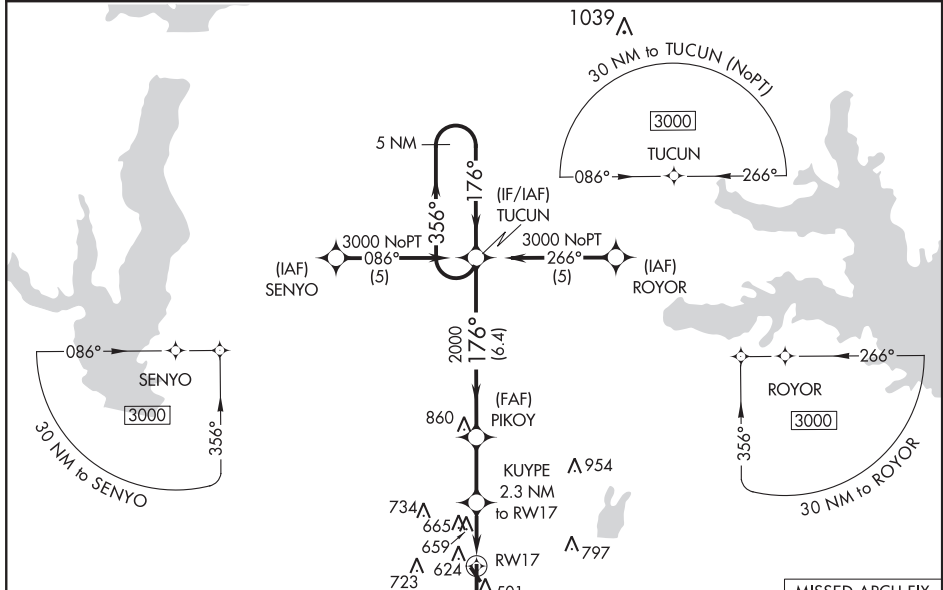 1039
30 NM to TUCUN (NoPT)
3000
TUCUN
086°
266°
5 NM
356°
176°
(IF/IAF)
TUCUN
3000 NoPT
086°
(5)
3000 NoPT
266°
(5)
(IAF)
SENYO
(IAF)
ROYOR
2000
176°
(6.4)
086°
SENYO
3000
356°
30 NM to SENYO
266°
ROYOR
3000
356°
30 NM to ROYOR
(FAF)
PIKOY
860
KUYPE
2.3 NM
to RW17
954
734
665
659
624
723
797
RW17